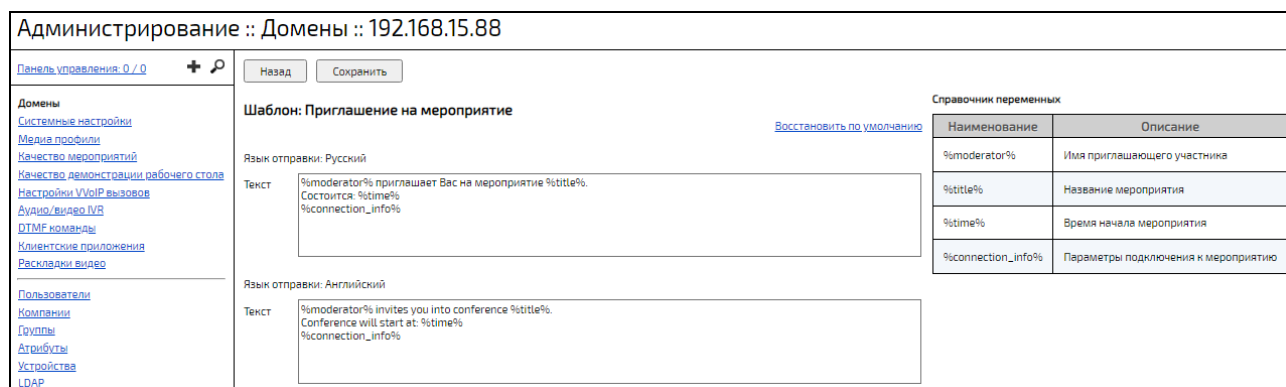 Администрирование :: Домены :: 192.168.15.88
Панель управления: 0 / 0
Домены
Системные настройки
Медиа профили
Качество мероприятий
Качество демонстрации рабочего стола
Настройки VVoIP вызовов
Аудио/видео IVR
DTMF команды
Клиентские приложения
Раскладки видео
Пользователи
Компании
Группы
Атрибуты
Устройства
LDAP
Назад Сохранить
Шаблон: Приглашение на мероприятие
Восстановить по умолчанию
Язык отправки: Русский
Текст
%moderator% приглашает Вас на мероприятие %title%.
Состоится: %time%
%connection_info%
Язык отправки: Английский
Текст
%moderator% invites you into conference %title%.
Conference will start at: %time%
%connection_info%
Справочник переменных
Наименование Описание
%moderator% Имя приглашающего участника
%title% Название мероприятия
%time% Время начала мероприятия
%connection_info% Параметры подключения к мероприятию